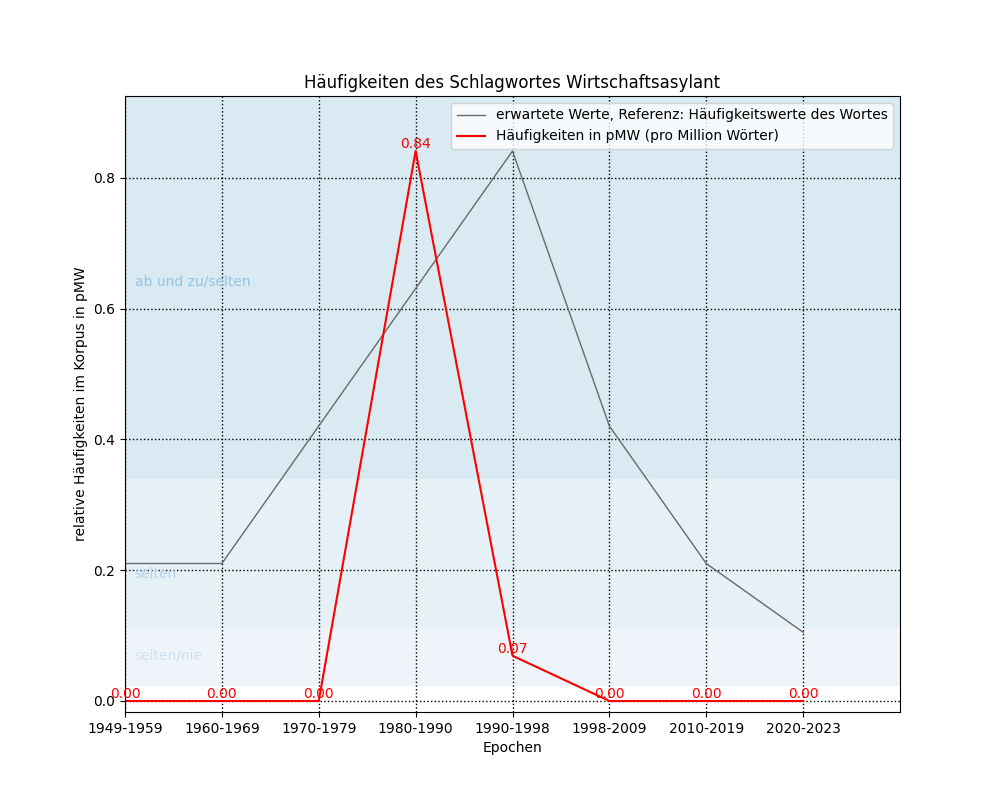 Häufigkeiten des Schlagwortes Wirtschaftsasylant
erwartete Werte, Referenz: Häufigkeitswerte des Wortes
Häufigkeiten in pMW (pro Million Wörter)
relative Häufigkeiten im Korpus in pMW
0.8
0.6
0.4
0.2
0.0
ab und zu/selten
selten
selten/nie
0.00
0.00
0.00
0.84
0.07
0.00
0.00
0.00
1949-1959
1960-1969
1970-1979
1980-1990
1990-1998
1998-2009
2010-2019
2020-2023
Epochen